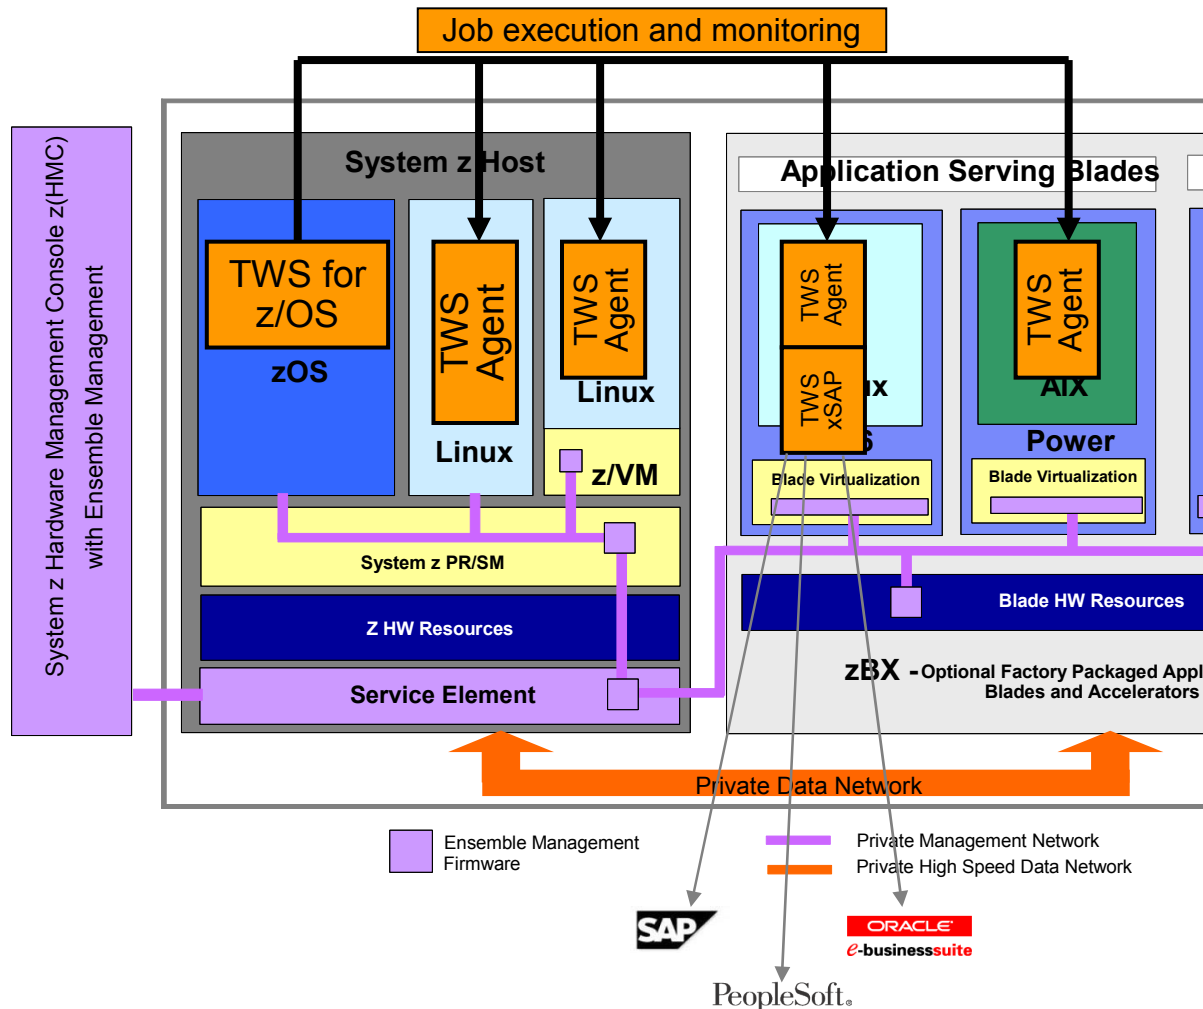 Job execution and monitoring
System z Hardware Management Console z(HMC)
with Ensemble Management
System z Host
Application Serving Blades
TWS for
z/OS
zOS
TWS
Agent
Linux
TWS
Agent
Linux
z/VM
TWS
Agent
TWS
xSAP
ux
6
Blade Virtualization
TWS
Agent
AIX
Power
Blade Virtualization
System z PR/SM
Z HW Resources
Service Element
Blade HW Resources
zBX - Optional Factory Packaged Appl
Blades and Accelerators
Private Data Network
Ensemble Management
Firmware
Private Management Network
Private High Speed Data Network
SAP
ORACLE
e-businesssuite
PeopleSoft®